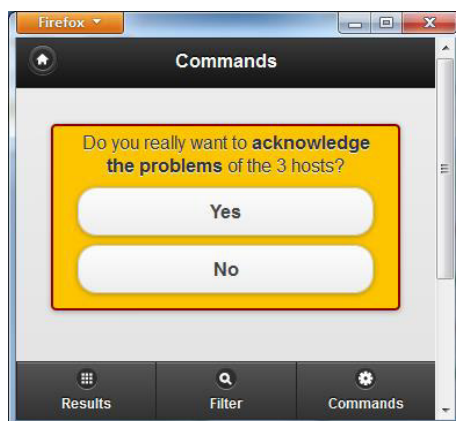 Firefox
Commands
Do you really want to acknowledge
the problems of the 3 hosts?
Yes
No
Results Filter Commands